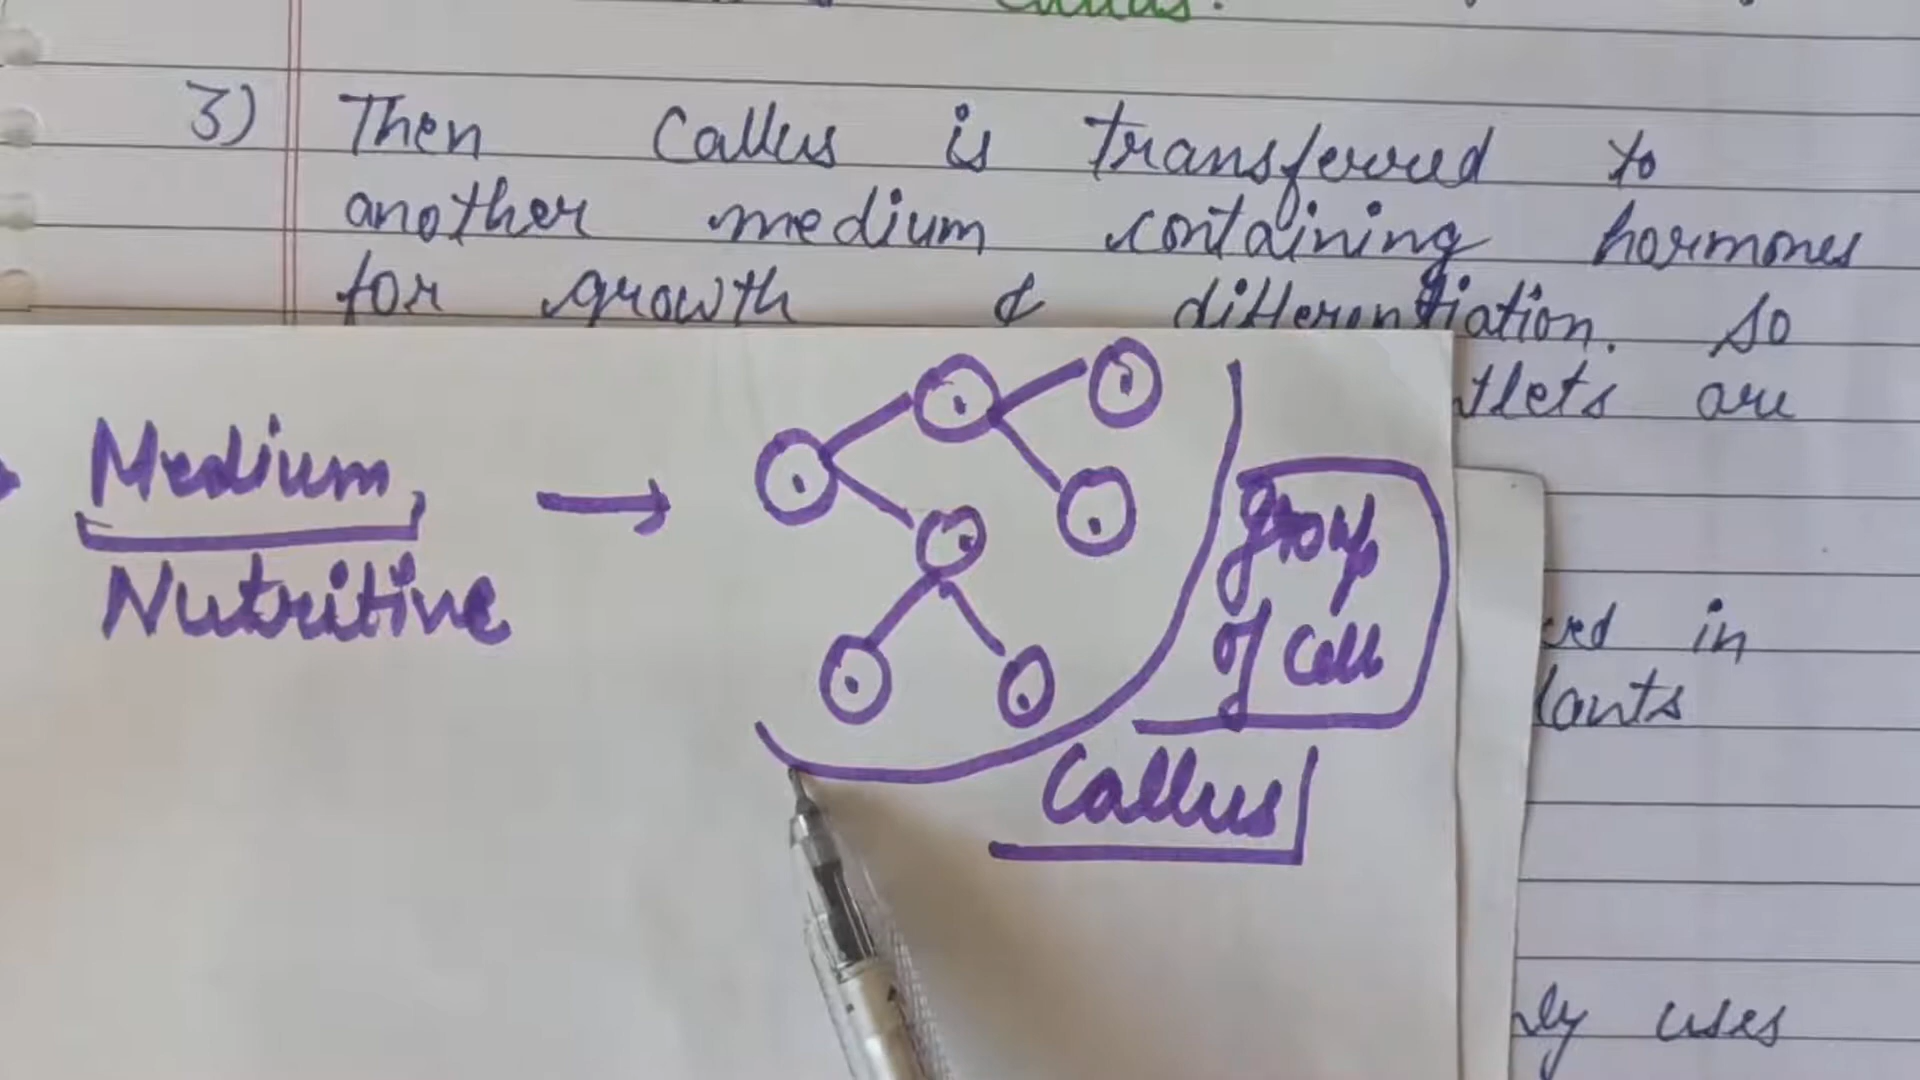 3) Then Callus is transferred to
another medium containing hormones
for growth & differentiation. So
tlets are
Medium,
Nutritive
group
of cell
Callus
in
lants
uses